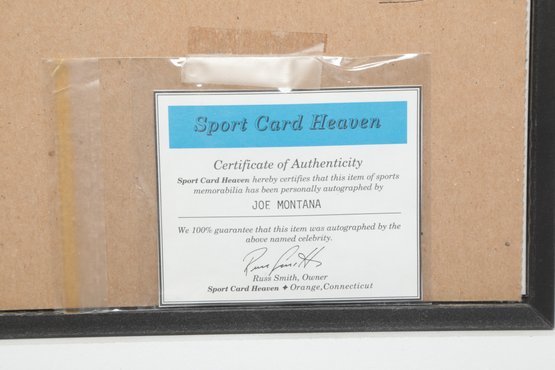 Sport Card Heaven
Certificate of Authenticity
Sport Card Heaven hereby certifies that this item of sports
memorabilia has been personally autographed by
JOE MONTANA
We 100% guarantee that this item was autographed by the
above named celebrity.
Russ Smith
Russ Smith, Owner
Sport Card Heaven ✦ Orange, Connecticut